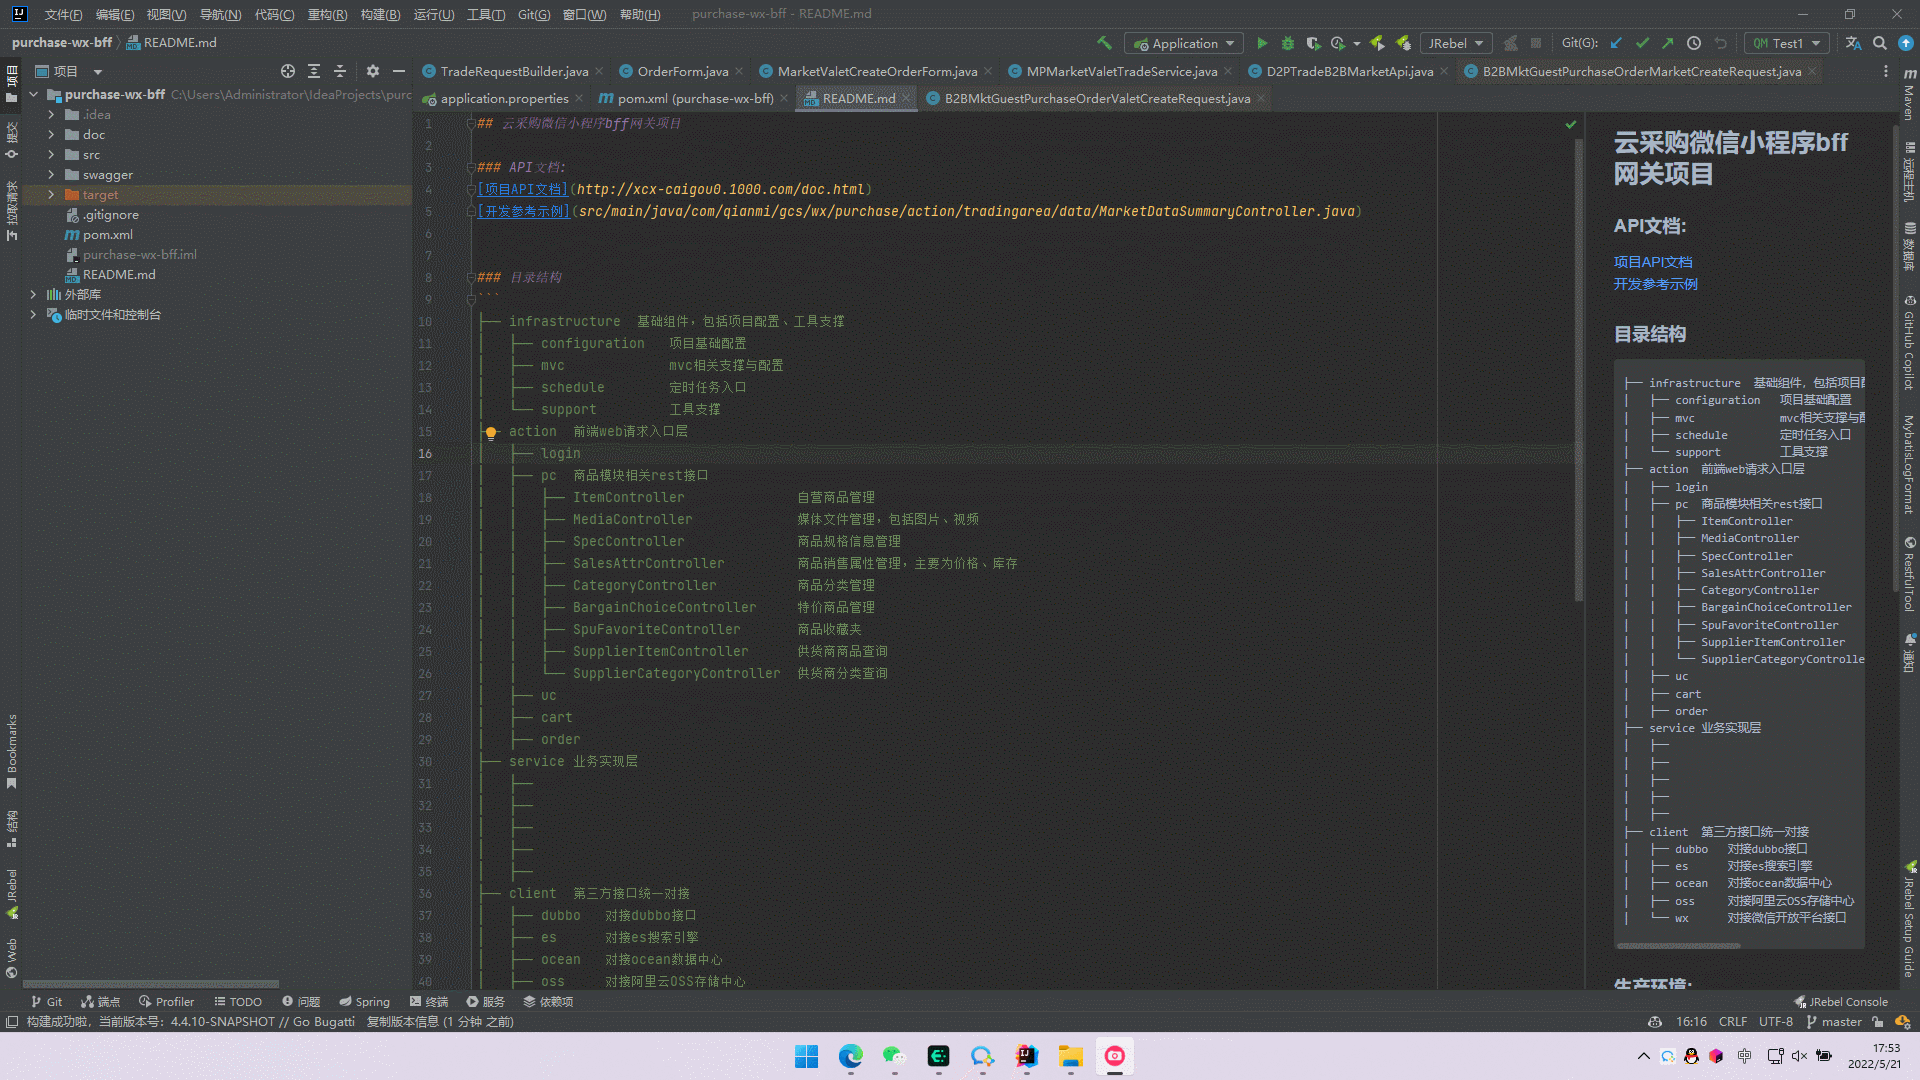 文件(F) 编辑(E) 视图(V) 导航(N) 代码(C) 重构(R) 构建(B) 运行(U) 工具(T) Git(G) 窗口(W) 帮助(H) purchase-wx-bff - README.md
purchase-wx-bff README.md Application JRebel Git(G): QM Test1
项目
TradeRequestBuilder.java OrderForm.java MarketValetCreateOrderForm.java MPMarketValetTradeService.java D2PTradeB2BMarketApi.java B2BMktGuestPurchaseOrderMarketCreateRequest.java
application.properties pom.xml (purchase-wx-bff) README.md B2BMktGuestPurchaseOrderValetCreateRequest.java
项目
提交
拉取请求
Bookmarks
结构
JRebel
Web
purchase-wx-bff C:\Users\Administrator\IdeaProjects\purc
.idea
doc
src
swagger
target
.gitignore
pom.xml
purchase-wx-bff.iml
README.md
外部库
临时文件和控制台
1 ## 云采购微信小程序bff网关项目
2
3 ### API文档:
4 [项目API文档](http://xcx-caigou0.1000.com/doc.html)
5 [开发参考示例](src/main/java/com/qianmi/gcs/wx/purchase/action/tradingarea/data/MarketDataSummaryController.java)
6
7
8 ### 目录结构
9 ```
10 ├── infrastructure 基础组件，包括项目配置、工具支撑
11 │ ├── configuration 项目基础配置
12 │ ├── mvc mvc相关支撑与配置
13 │ ├── schedule 定时任务入口
14 │ └── support 工具支撑
15 ├── action 前端web请求入口层
16 │ ├── login
17 │ ├── pc 商品模块相关rest接口
18 │ │ ├── ItemController 自营商品管理
19 │ │ ├── MediaController 媒体文件管理，包括图片、视频
20 │ │ ├── SpecController 商品规格信息管理
21 │ │ ├── SalesAttrController 商品销售属性管理，主要为价格、库存
22 │ │ ├── CategoryController 商品分类管理
23 │ │ ├── BargainChoiceController 特价商品管理
24 │ │ ├── SpuFavoriteController 商品收藏夹
25 │ │ ├── SupplierItemController 供货商商品查询
26 │ │ └── SupplierCategoryController 供货商分类查询
27 │ ├── uc
28 │ ├── cart
29 │ ├── order
30 ├── service 业务实现层
31 │ ├──
32 │ ├──
33 │ ├──
34 │ ├──
35 │ ├──
36 ├── client 第三方接口统一对接
37 │ ├── dubbo 对接dubbo接口
38 │ ├── es 对接es搜索引擎
39 │ ├── ocean 对接ocean数据中心
40 │ ├── oss 对接阿里云OSS存储中心
云采购微信小程序bff
网关项目
API文档:
项目API文档
开发参考示例
目录结构
├── infrastructure 基础组件，包括项目配
│ ├── configuration 项目基础配置
│ ├── mvc mvc相关支撑与配
│ ├── schedule 定时任务入口
│ └── support 工具支撑
├── action 前端web请求入口层
│ ├── login
│ ├── pc 商品模块相关rest接口
│ │ ├── ItemController
│ │ ├── MediaController
│ │ ├── SpecController
│ │ ├── SalesAttrController
│ │ ├── CategoryController
│ │ ├── BargainChoiceController
│ │ ├── SpuFavoriteController
│ │ ├── SupplierItemController
│ │ └── SupplierCategoryControlle
│ ├── uc
│ ├── cart
│ ├── order
├── service 业务实现层
│ ├──
│ ├──
│ ├──
│ ├──
│ ├──
├── client 第三方接口统一对接
│ ├── dubbo 对接dubbo接口
│ ├── es 对接es搜索引擎
│ ├── ocean 对接ocean数据中心
│ ├── oss 对接阿里云OSS存储中心
│ └── wx 对接微信开放平台接口
生产环境:
Maven
远程主机
数据库
GitHub Copilot
MybatisLogFormat
RestfulTool
通知
JRebel Setup Guide
Git 端点 Profiler TODO 问题 Spring 终端 服务 依赖项 JRebel Console
构建成功啦，当前版本号：4.4.10-SNAPSHOT // Go Bugatti 复制版本信息 (1 分钟 之前) 16:16 CRLF UTF-8 master
中 17:53
2022/5/21